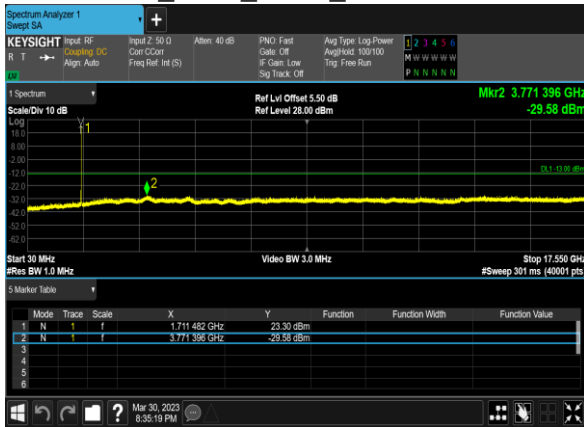 Spectrum Analyzer 1
Swept SA
+
KEYSIGHT
R T
Input: RF
Coupling: DC
Align: Auto
Input Z: 50 Ω
Corr CCorr
Freq Ref: Int (S)
Atten: 40 dB
PNO: Fast
Gate: Off
IF Gain: Low
Sig Track: Off
Avg Type: Log-Power
Avg|Hold: 100/100
Trig: Free Run
1 2 3 4 5 6
M W W W W W
P N N N N N
1 Spectrum
Scale/Div 10 dB
Ref Lvl Offset 5.50 dB
Ref Level 28.00 dBm
Mkr2 3.771 396 GHz
-29.58 dBm
Log
18.0
8.00
-2.00
-12.0
-22.0
-32.0
-42.0
-52.0
-62.0
1
2
DL1 -13.00 dBm
Start 30 MHz
#Res BW 1.0 MHz
Video BW 3.0 MHz
Stop 17.550 GHz
#Sweep 301 ms (40001 pts)
5 Marker Table
Mode Trace Scale X Y Function Function Width Function Value
1 N 1 f 1.711 482 GHz 23.30 dBm
2 N 1 f 3.771 396 GHz -29.58 dBm
3
4
5
6
?
Mar 30, 2023
8:35:19 PM